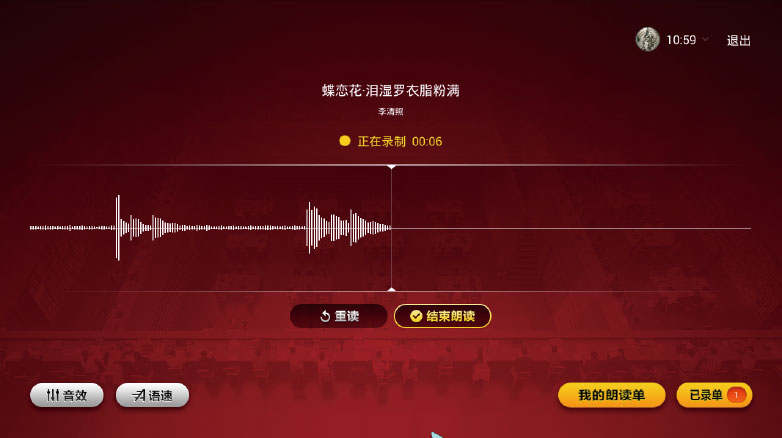 10:59 退出
蝶恋花·泪湿罗衣脂粉满
李清照
正在录制 00:06
重读 结束朗读
音效 语速 我的朗读单 已录单 1